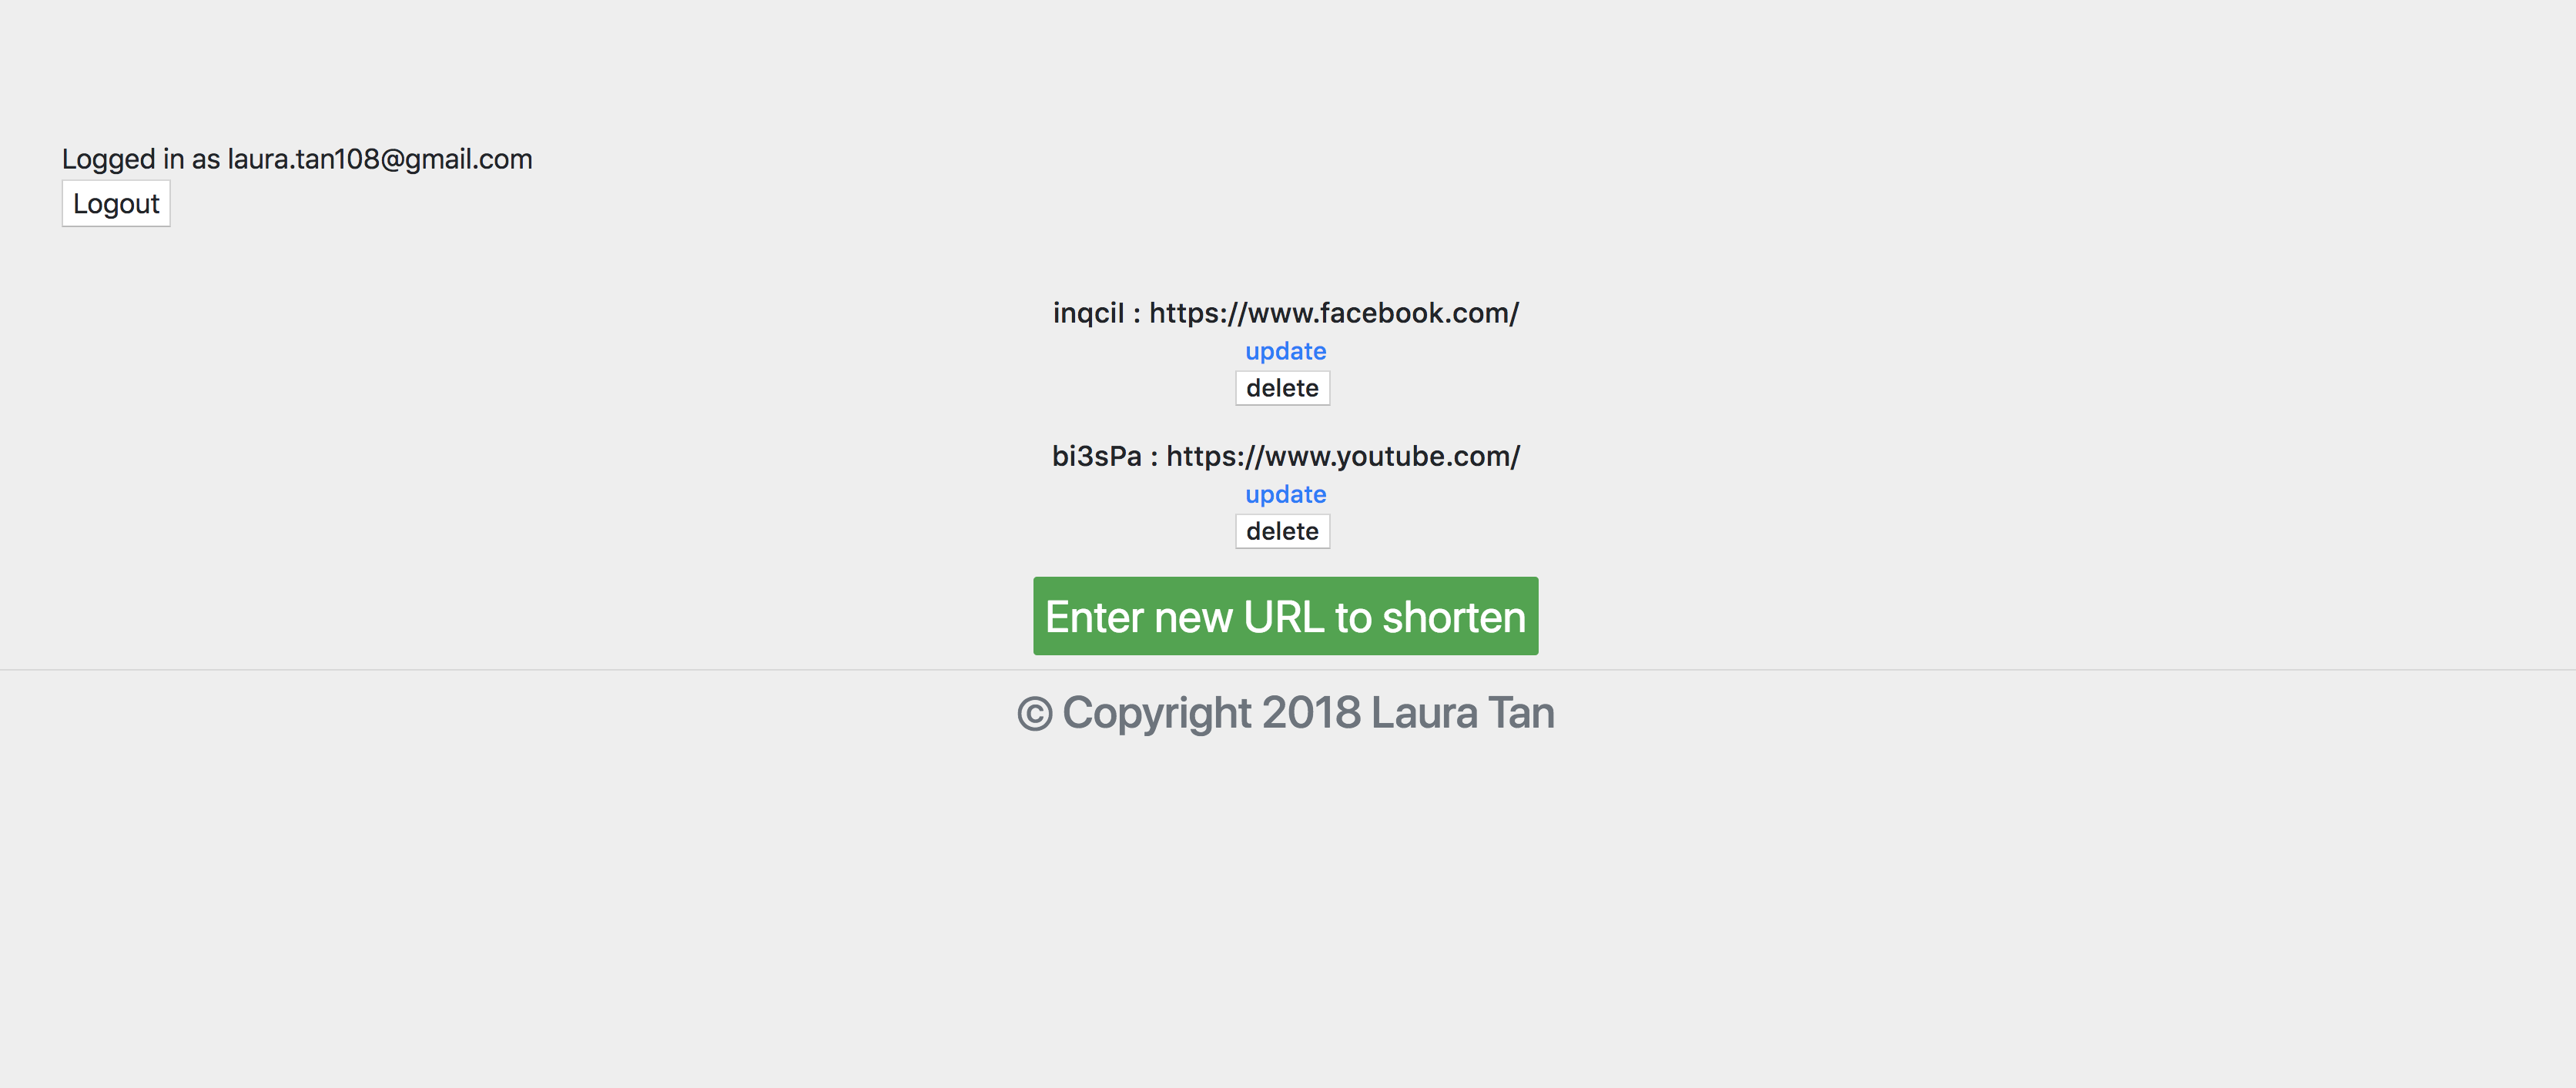 Logged in as laura.tan108@gmail.com
Logout
inqcil : https://www.facebook.com/
update
delete
bi3sPa : https://www.youtube.com/
update
delete
Enter new URL to shorten
© Copyright 2018 Laura Tan